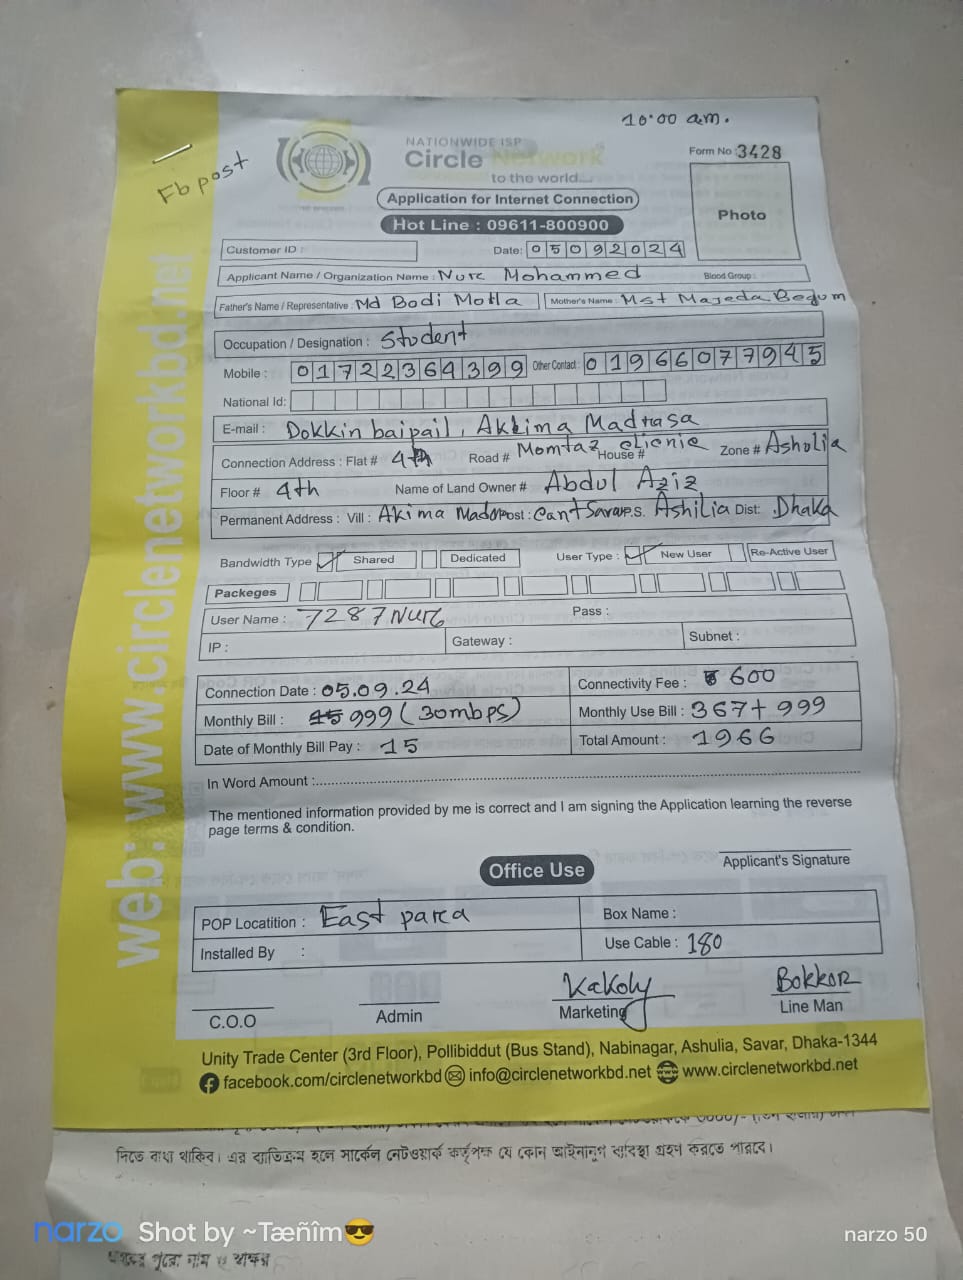 10:00 am.
Fb post
NATIONWIDE ISP
Circle Network
to the world....
Form No : 3428
Application for Internet Connection
Hot Line : 09611-800900
Photo
Customer ID :
Date: 05092024
Applicant Name / Organization Name : Nure Mohammed Blood Group :
Father's Name / Representative : Md Bodi Molla Mother's Name : Mst Majeda Begum
Occupation / Designation : Student
Mobile : 01722364399 Other Contact : 01966077945
National Id:
E-mail : Dokkin baipail, Akkima Madrasa
Connection Address : Flat # 4th Road # Momtaz clienie House # Zone # Asholia
Floor # 4th Name of Land Owner # Abdul Aziz
Permanent Address : Vill : Akima Mado Post : Cant Savar P.S. Ashilia Dist: Dhaka
Bandwidth Type Shared Dedicated User Type : New User Re-Active User
Packeges
User Name : 7287Nure Pass :
IP : Gateway : Subnet :
Connection Date : 05.09.24 Connectivity Fee : 600
Monthly Bill : 999 (30mbps) Monthly Use Bill : 367+ 999
Date of Monthly Bill Pay : 15 Total Amount : 1966
In Word Amount :
The mentioned information provided by me is correct and I am signing the Application learning the reverse
page terms & condition.
Applicant's Signature
Office Use
POP Locatition : East para Box Name :
Installed By : Use Cable : 180
Kakoly Bokkor
C.O.O Admin Marketing Line Man
Unity Trade Center (3rd Floor), Pollibiddut (Bus Stand), Nabinagar, Ashulia, Savar, Dhaka-1344
facebook.com/circlenetworkbd info@circlenetworkbd.net www.circlenetworkbd.net
web: www.circlenetworkbd.net
দিতে বাধ্য থাকিব। এর ব্যতিক্রম হলে সার্কেল নেটওয়ার্ক কর্তৃপক্ষ যে কোন আইনানুগ ব্যবস্থা গ্রহণ করতে পারবে।
পুরো নাম ও স্বাক্ষর
narzo Shot by ~Tæñîm😎
narzo 50